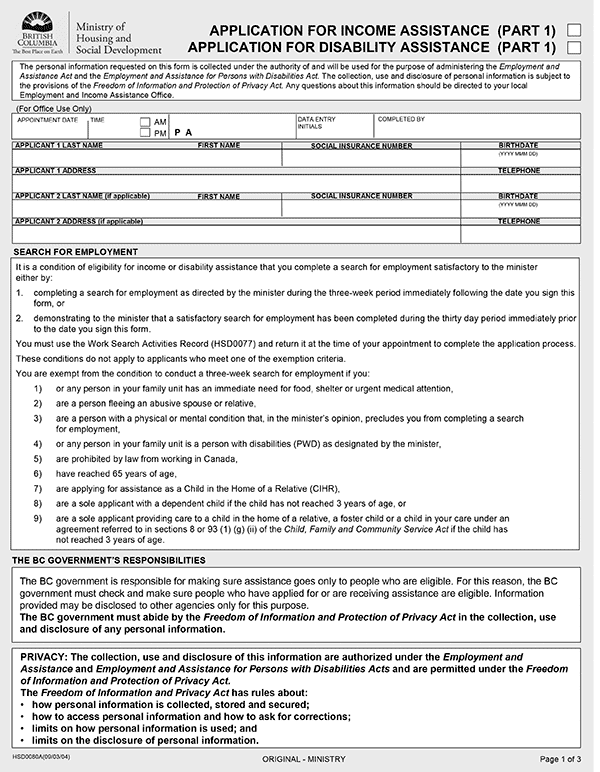 BRITISH
COLUMBIA
The Best Place on Earth
Ministry of
Housing and
Social Development
APPLICATION FOR INCOME ASSISTANCE (PART 1)
APPLICATION FOR DISABILITY ASSISTANCE (PART 1)
The personal information requested on this form is collected under the authority of and will be used for the purpose of administering the Employment and
Assistance Act and the Employment and Assistance for Persons with Disabilities Act. The collection, use and disclosure of personal information is subject to
the provisions of the Freedom of Information and Protection of Privacy Act. Any questions about this information should be directed to your local
Employment and Income Assistance Office.
(For Office Use Only)
APPOINTMENT DATE TIME AM PM P A DATA ENTRY INITIALS COMPLETED BY
APPLICANT 1 LAST NAME FIRST NAME SOCIAL INSURANCE NUMBER BIRTHDATE
(YYYY MMM DD)
APPLICANT 1 ADDRESS TELEPHONE
APPLICANT 2 LAST NAME (if applicable) FIRST NAME SOCIAL INSURANCE NUMBER BIRTHDATE
(YYYY MMM DD)
APPLICANT 2 ADDRESS (if applicable) TELEPHONE
SEARCH FOR EMPLOYMENT
It is a condition of eligibility for income or disability assistance that you complete a search for employment satisfactory to the minister
either by:
1. completing a search for employment as directed by the minister during the three-week period immediately following the date you sign this
form, or
2. demonstrating to the minister that a satisfactory search for employment has been completed during the thirty day period immediately prior
to the date you sign this form.
You must use the Work Search Activities Record (HSD0077) and return it at the time of your appointment to complete the application process.
These conditions do not apply to applicants who meet one of the exemption criteria.
You are exempt from the condition to conduct a three-week search for employment if you:
1) or any person in your family unit has an immediate need for food, shelter or urgent medical attention,
2) are a person fleeing an abusive spouse or relative,
3) are a person with a physical or mental condition that, in the minister's opinion, precludes you from completing a search
for employment,
4) or any person in your family unit is a person with disabilities (PWD) as designated by the minister,
5) are prohibited by law from working in Canada,
6) have reached 65 years of age,
7) are applying for assistance as a Child in the Home of a Relative (CIHR),
8) are a sole applicant with a dependent child if the child has not reached 3 years of age, or
9) are a sole applicant providing care to a child in the home of a relative, a foster child or a child in your care under an
agreement referred to in sections 8 or 93 (1) (g) (ii) of the Child, Family and Community Service Act if the child has
not reached 3 years of age.
THE BC GOVERNMENT'S RESPONSIBILITIES
The BC government is responsible for making sure assistance goes only to people who are eligible. For this reason, the BC
government must check and make sure people who have applied for or are receiving assistance are eligible. Information
provided may be disclosed to other agencies only for this purpose.
The BC government must abide by the Freedom of Information and Protection of Privacy Act in the collection, use
and disclosure of any personal information.
PRIVACY: The collection, use and disclosure of this information are authorized under the Employment and
Assistance and Employment and Assistance for Persons with Disabilities Acts and are permitted under the Freedom
of Information and Protection of Privacy Act.
The Freedom of Information and Privacy Act has rules about:
• how personal information is collected, stored and secured;
• how to access personal information and how to ask for corrections;
• limits on how personal information is used; and
• limits on the disclosure of personal information.
HSD0080A(09/03/04) ORIGINAL - MINISTRY Page 1 of 3